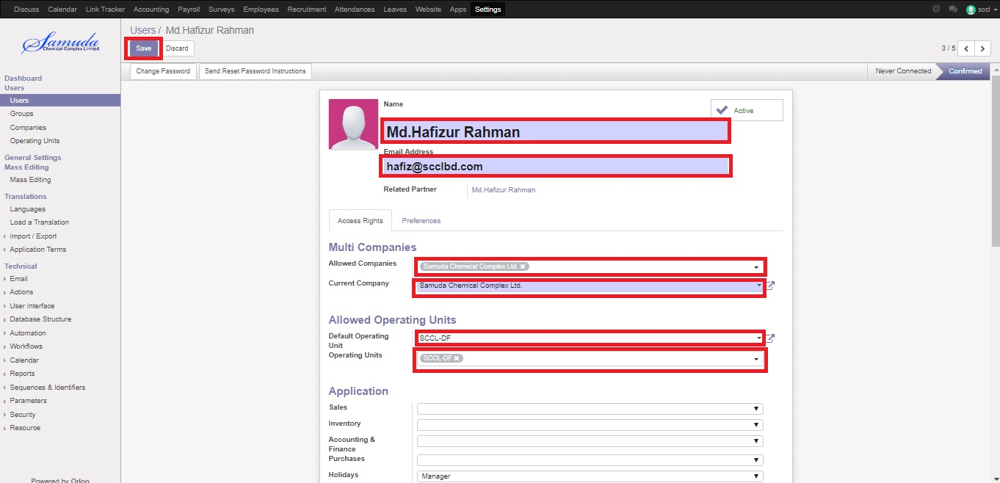 Discuss Calendar Link Tracker Accounting Payroll Surveys Employees Recruitment Attendances Leaves Website Apps Settings @ sccl
Samuda
Chemical Complex Limited
Users / Md.Hafizur Rahman
Save Discard
3 / 5
Change Password Send Reset Password Instructions
Never Connected Confirmed
Dashboard
Users
Users
Groups
Companies
Operating Units
General Settings
Mass Editing
Mass Editing
Translations
Languages
Load a Translation
Import / Export
Application Terms
Technical
Email
Actions
User Interface
Database Structure
Automation
Workflows
Calendar
Reports
Sequences & Identifiers
Parameters
Security
Resource
Powered by Odoo
Name
Active
Md.Hafizur Rahman
Email Address
hafiz@scclbd.com
Related Partner Md.Hafizur Rahman
Access Rights Preferences
Multi Companies
Allowed Companies Samuda Chemical Complex Ltd.
Current Company Samuda Chemical Complex Ltd.
Allowed Operating Units
Default Operating SCCL-DF
Unit
Operating Units SCCL-DF
Application
Sales
Inventory
Accounting &
Finance
Purchases
Holidays Manager